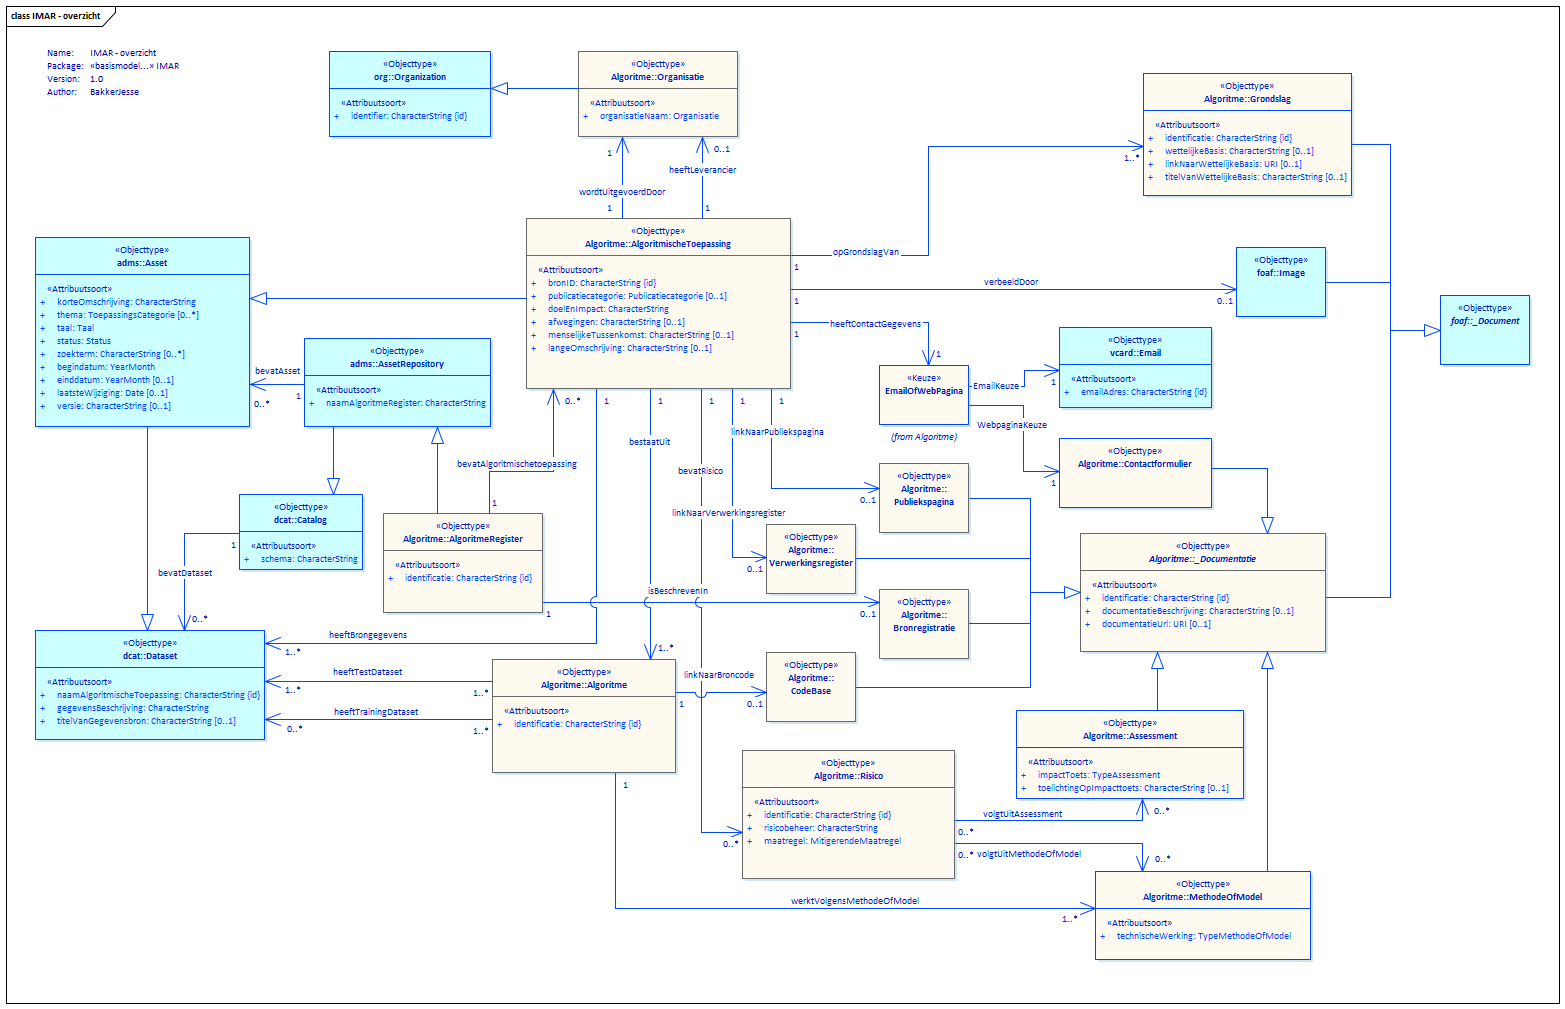 class IMAR - overzicht
Name: IMAR - overzicht
Package: «basismodel...» IMAR
Version: 1.0
Author: BakkerJesse
«Objecttype»
org::Organization
«Attribuutsoort»
+ identifier: CharacterString {id}
«Objecttype»
Algoritme::Organisatie
«Attribuutsoort»
+ organisatieNaam: Organisatie
«Objecttype»
Algoritme::Grondslag
«Attribuutsoort»
+ identificatie: CharacterString {id}
+ wettelijkeBasis: CharacterString [0..1]
+ linkNaarWettelijkeBasis: URI [0..1]
+ titelVanWettelijkeBasis: CharacterString [0..1]
1
0..1
1..*
heeftLeverancier
wordtUitgevoerdDoor
1
1
«Objecttype»
adms::Asset
«Attribuutsoort»
+ korteOmschrijving: CharacterString
+ thema: ToepassingsCategorie [0..*]
+ taal: Taal
+ status: Status
+ zoekterm: CharacterString [0..*]
+ begindatum: YearMonth
+ einddatum: YearMonth [0..1]
+ laatsteWijziging: Date [0..1]
+ versie: CharacterString [0..1]
«Objecttype»
Algoritme::AlgoritmischeToepassing
«Attribuutsoort»
+ bronID: CharacterString {id}
+ publicatiecategorie: Publicatiecategorie [0..1]
+ doelEnImpact: CharacterString
+ afwegingen: CharacterString [0..1]
+ menselijkeTussenkomst: CharacterString [0..1]
+ langeOmschrijving: CharacterString [0..1]
opGrondslagVan
1
verbeeldDoor
1
0..1
heeftContactGegevens
1
1
«Objecttype»
foaf::Image
«Objecttype»
foaf::_Document
«Objecttype»
adms::AssetRepository
«Attribuutsoort»
+ naamAlgoritmeRegister: CharacterString
bevatAsset
1
0..*
«Keuze»
EmailOfWebPagina
(from Algoritme)
EmailKeuze
1
WebpaginaKeuze
1
«Objecttype»
vcard::Email
«Attribuutsoort»
+ emailAdres: CharacterString {id}
«Objecttype»
Algoritme::Contactformulier
0..*
1
1
1
1
1
bevatAlgoritmischetoepassing
1
bestaatUit
bevatRisico
linkNaarPubliekspagina
0..1
linkNaarVerwerkingsregister
0..1
«Objecttype»
Algoritme::
Publiekspagina
«Objecttype»
dcat::Catalog
«Attribuutsoort»
+ schema: CharacterString
1
bevatDataset
0..*
«Objecttype»
Algoritme::AlgoritmeRegister
«Attribuutsoort»
+ identificatie: CharacterString {id}
«Objecttype»
Algoritme::
Verwerkingsregister
«Objecttype»
Algoritme::_Documentatie
«Attribuutsoort»
+ identificatie: CharacterString {id}
+ documentatieBeschrijving: CharacterString [0..1]
+ documentatieUrl: URI [0..1]
isBeschrevenIn
1
0..1
«Objecttype»
Algoritme::
Bronregistratie
«Objecttype»
dcat::Dataset
«Attribuutsoort»
+ naamAlgoritmischeToepassing: CharacterString {id}
+ gegevensBeschrijving: CharacterString
+ titelVanGegevensbron: CharacterString [0..1]
heeftBrongegevens
1..*
1..*
heeftTestDataset
1..*
1..*
heeftTrainingDataset
0..*
1..*
«Objecttype»
Algoritme::Algoritme
«Attribuutsoort»
+ identificatie: CharacterString {id}
linkNaarBroncode
1
0..1
«Objecttype»
Algoritme::
CodeBase
«Objecttype»
Algoritme::Assessment
«Attribuutsoort»
+ impactToets: TypeAssessment
+ toelichtingOpImpacttoets: CharacterString [0..1]
«Objecttype»
Algoritme::Risico
«Attribuutsoort»
+ identificatie: CharacterString {id}
+ risicobeheer: CharacterString
+ maatregel: MitigerendeMaatregel
1
0..*
volgtUitAssessment
0..*
0..*
0..*
volgtUitMethodeOfModel
0..*
werktVolgensMethodeOfModel
1..*
«Objecttype»
Algoritme::MethodeOfModel
«Attribuutsoort»
+ technischeWerking: TypeMethodeOfModel